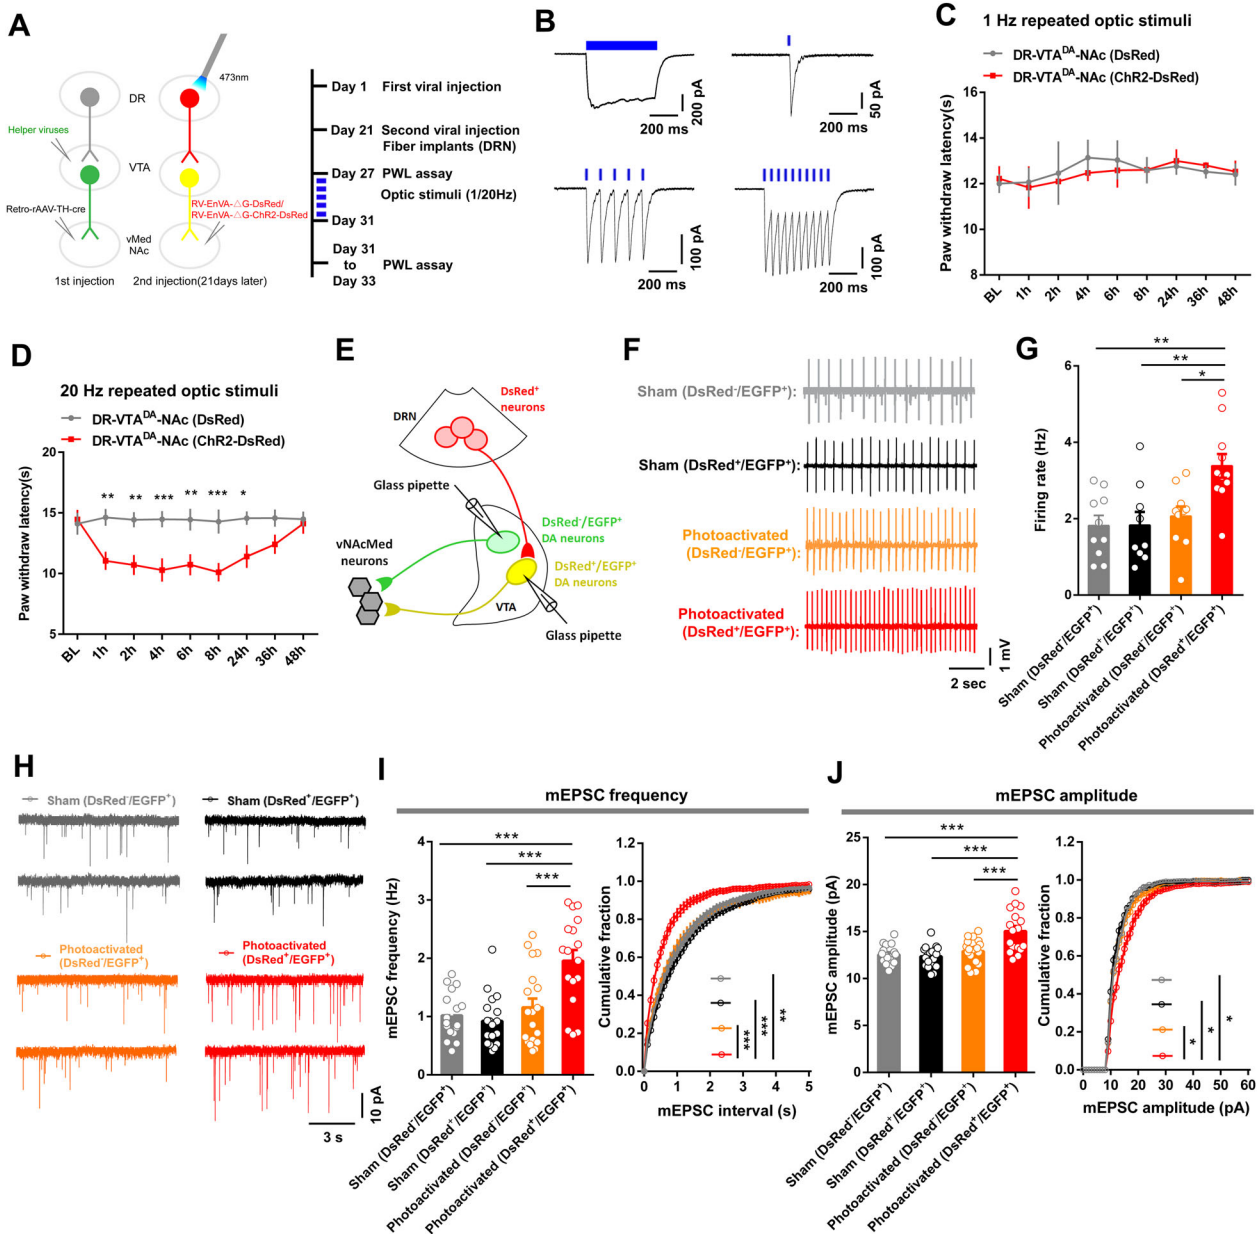 A
473nm
DR
Helper viruses
VTA
Retro-rAAV-TH-cre
RV-EnVA-△G-DsRed/
RV-EnVA-△G-ChR2-DsRed
vMed
NAc
1st injection
2nd injection(21days later)
Day 1 First viral injection
Day 21 Second viral injection
Fiber implants (DRN)
Day 27 PWL assay
Optic stimuli (1/20Hz)
Day 31
Day 31
to
Day 33
PWL assay
B
200 pA
200 ms
50 pA
200 ms
100 pA
200 ms
100 pA
200 ms
C
1 Hz repeated optic stimuli
DR-VTA^DA-NAc (DsRed)
DR-VTA^DA-NAc (ChR2-DsRed)
Paw withdraw latency(s)
16
14
12
10
8
BL 1h 2h 4h 6h 8h 24h 36h 48h
D
20 Hz repeated optic stimuli
DR-VTA^DA-NAc (DsRed)
DR-VTA^DA-NAc (ChR2-DsRed)
Paw withdraw latency(s)
20
15
10
5
** ** *** ** *** *
BL 1h 2h 4h 6h 8h 24h 36h 48h
E
DsRed⁺
neurons
DRN
Glass pipette
DsRed⁻/EGFP⁺
DA neurons
vNAcMed
neurons
DsRed⁺/EGFP⁺
DA neurons
VTA
Glass pipette
F
Sham (DsRed⁻/EGFP⁺):
Sham (DsRed⁺/EGFP⁺):
Photoactivated
(DsRed⁻/EGFP⁺):
Photoactivated
(DsRed⁺/EGFP⁺):
2 sec
1 mV
G
**
**
*
Firing rate (Hz)
6
4
2
0
Sham (DsRed⁻/EGFP⁺)
Sham (DsRed⁺/EGFP⁺)
Photoactivated (DsRed⁻/EGFP⁺)
Photoactivated (DsRed⁺/EGFP⁺)
H
Sham (DsRed⁻/EGFP⁺)
Sham (DsRed⁺/EGFP⁺)
Photoactivated
(DsRed⁻/EGFP⁺)
Photoactivated
(DsRed⁺/EGFP⁺)
10 pA
3 s
I
mEPSC frequency
***
***
***
mEPSC frequency (Hz)
4
3
2
1
0
Sham (DsRed⁻/EGFP⁺)
Sham (DsRed⁺/EGFP⁺)
Photoactivated (DsRed⁻/EGFP⁺)
Photoactivated (DsRed⁺/EGFP⁺)
Cumulative fraction
1.2
1.0
0.8
0.6
0.4
0.2
0.0
*** *** **
0 1 2 3 4 5
mEPSC interval (s)
J
mEPSC amplitude
***
***
***
mEPSC amplitude (pA)
25
20
15
10
5
0
Sham (DsRed⁻/EGFP⁺)
Sham (DsRed⁺/EGFP⁺)
Photoactivated (DsRed⁻/EGFP⁺)
Photoactivated (DsRed⁺/EGFP⁺)
Cumulative fraction
1.2
1.0
0.8
0.6
0.4
0.2
0.0
* * *
0 10 20 30 40 50 60
mEPSC amplitude (pA)